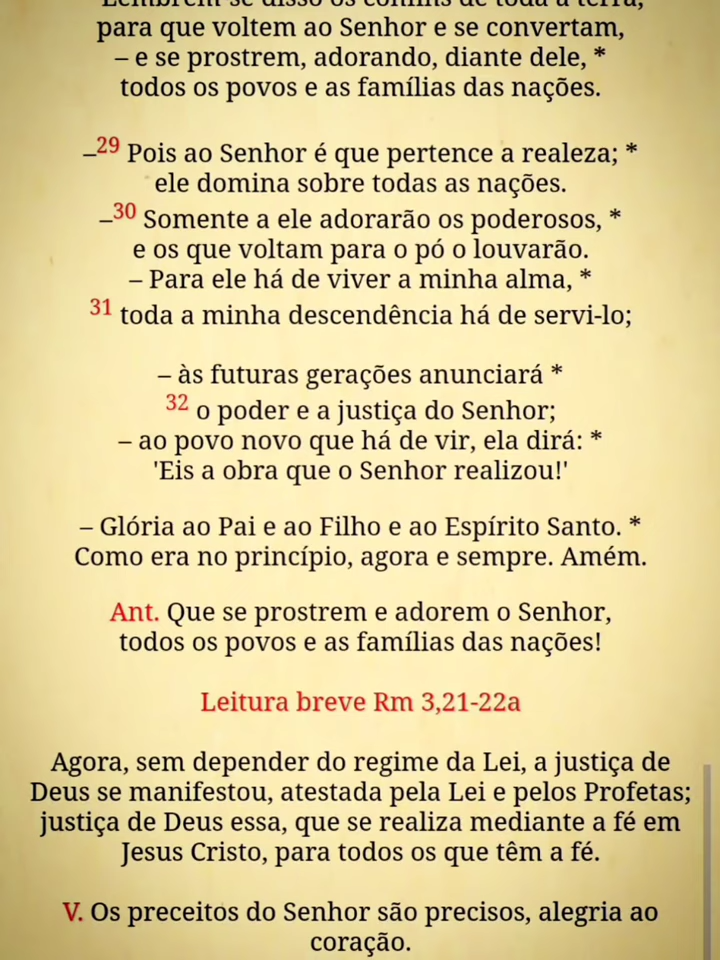 Lembrem-se disso os confins de toda a terra,
para que voltem ao Senhor e se convertam,
– e se prostrem, adorando, diante dele, *
todos os povos e as famílias das nações.
–29 Pois ao Senhor é que pertence a realeza; *
ele domina sobre todas as nações.
–30 Somente a ele adorarão os poderosos, *
e os que voltam para o pó o louvarão.
– Para ele há de viver a minha alma, *
31 toda a minha descendência há de servi-lo;
– às futuras gerações anunciará *
32 o poder e a justiça do Senhor;
– ao povo novo que há de vir, ela dirá: *
'Eis a obra que o Senhor realizou!'
– Glória ao Pai e ao Filho e ao Espírito Santo. *
Como era no princípio, agora e sempre. Amém.
Ant. Que se prostrem e adorem o Senhor,
todos os povos e as famílias das nações!
Leitura breve Rm 3,21-22a
Agora, sem depender do regime da Lei, a justiça de
Deus se manifestou, atestada pela Lei e pelos Profetas;
justiça de Deus essa, que se realiza mediante a fé em
Jesus Cristo, para todos os que têm a fé.
V. Os preceitos do Senhor são precisos, alegria ao
coração.